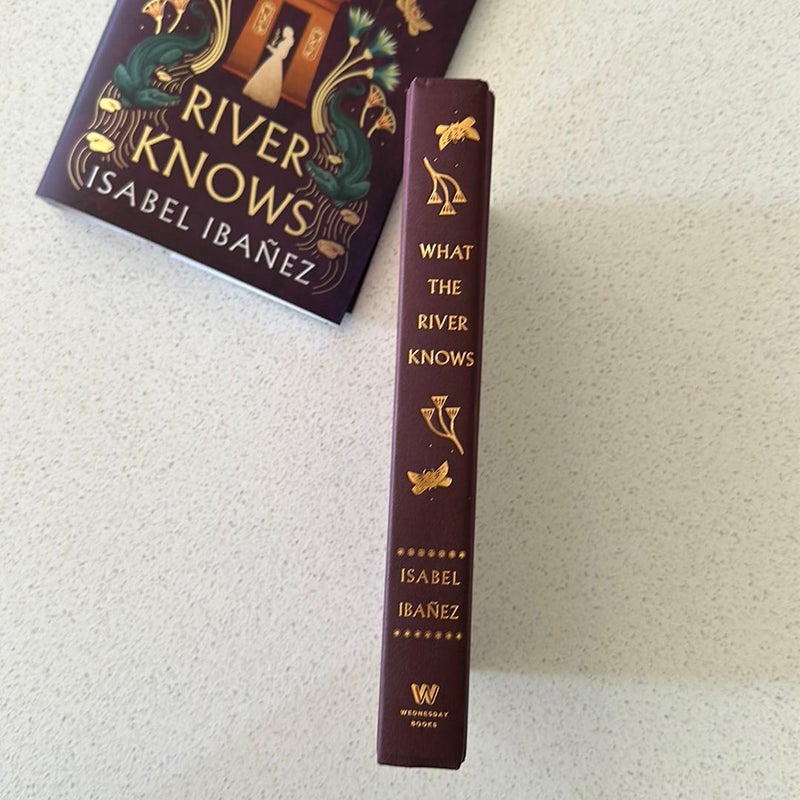 RIVER
KNOWS
ISABEL IBAÑEZ
WHAT
THE
RIVER
KNOWS
ISABEL
IBAÑEZ
W
WEDNESDAY
BOOKS